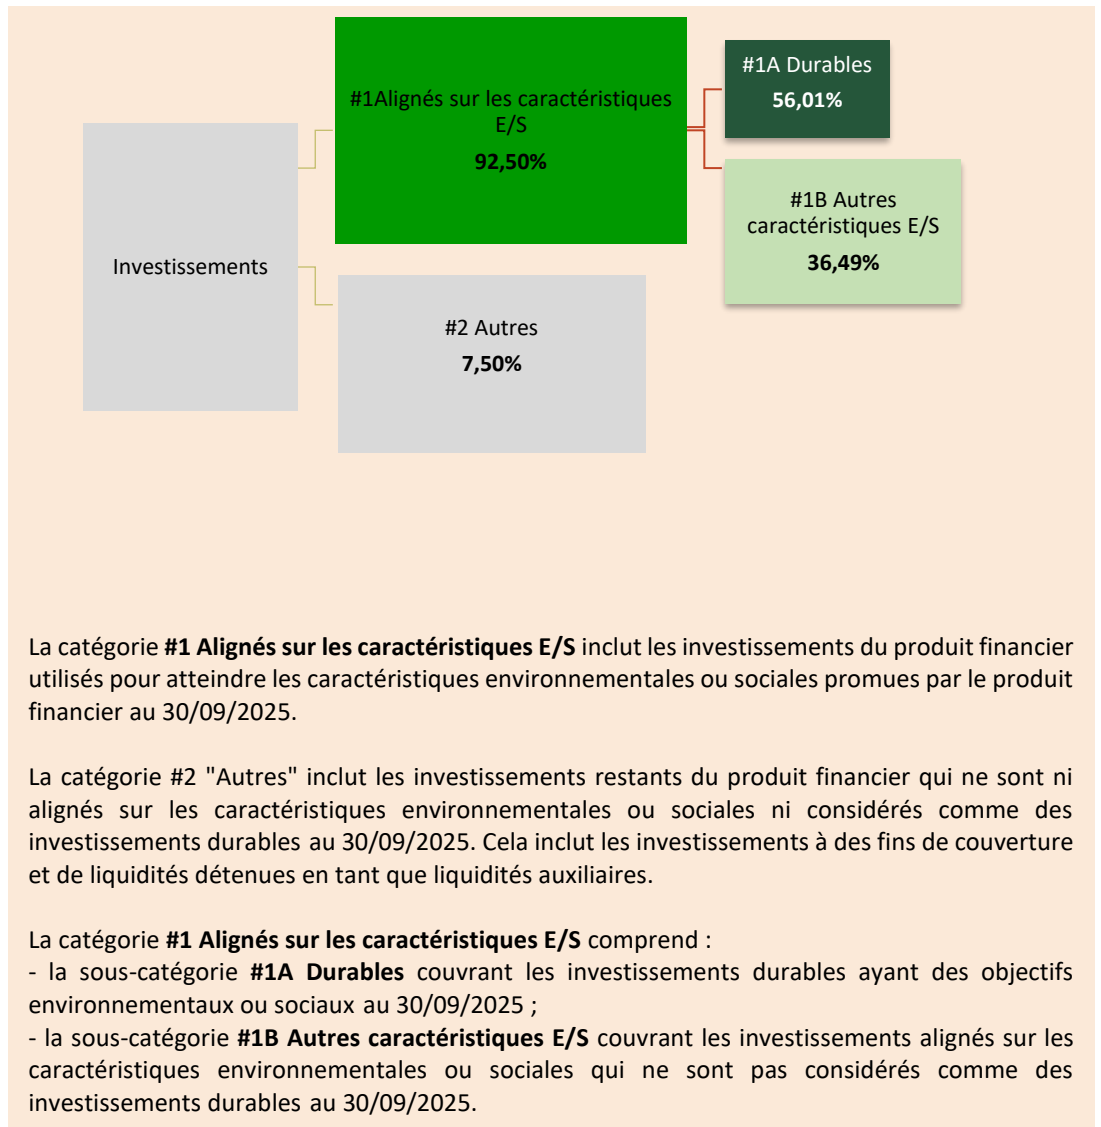 Investissements
#1Alignés sur les caractéristiques
E/S
92,50%
#2 Autres
7,50%
#1A Durables
56,01%
#1B Autres
caractéristiques E/S
36,49%
La catégorie #1 Alignés sur les caractéristiques E/S inclut les investissements du produit financier
utilisés pour atteindre les caractéristiques environnementales ou sociales promues par le produit
financier au 30/09/2025.
La catégorie #2 "Autres" inclut les investissements restants du produit financier qui ne sont ni
alignés sur les caractéristiques environnementales ou sociales ni considérés comme des
investissements durables au 30/09/2025. Cela inclut les investissements à des fins de couverture
et de liquidités détenues en tant que liquidités auxiliaires.
La catégorie #1 Alignés sur les caractéristiques E/S comprend :
- la sous-catégorie #1A Durables couvrant les investissements durables ayant des objectifs
environnementaux ou sociaux au 30/09/2025 ;
- la sous-catégorie #1B Autres caractéristiques E/S couvrant les investissements alignés sur les
caractéristiques environnementales ou sociales qui ne sont pas considérés comme des
investissements durables au 30/09/2025.